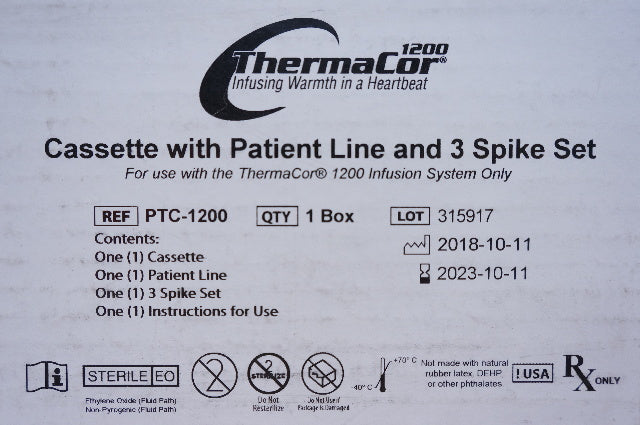 1200
ThermaCor®
Infusing Warmth in a Heartbeat
Cassette with Patient Line and 3 Spike Set
For use with the ThermaCor® 1200 Infusion System Only
REF PTC-1200 QTY 1 Box LOT 315917
Contents:
One (1) Cassette
One (1) Patient Line
One (1) 3 Spike Set
One (1) Instructions for Use
2018-10-11
2023-10-11
i
STERILE EO
Ethylene Oxide (Fluid Path)
Non-Pyrogenic (Fluid Path)
2
STERILIZE
Do Not
Resterilize
Do Not Use if
Package is Damaged
-40° C
+70° C
Not made with natural
rubber latex, DEHP,
or other phthalates.
! USA
Rx ONLY